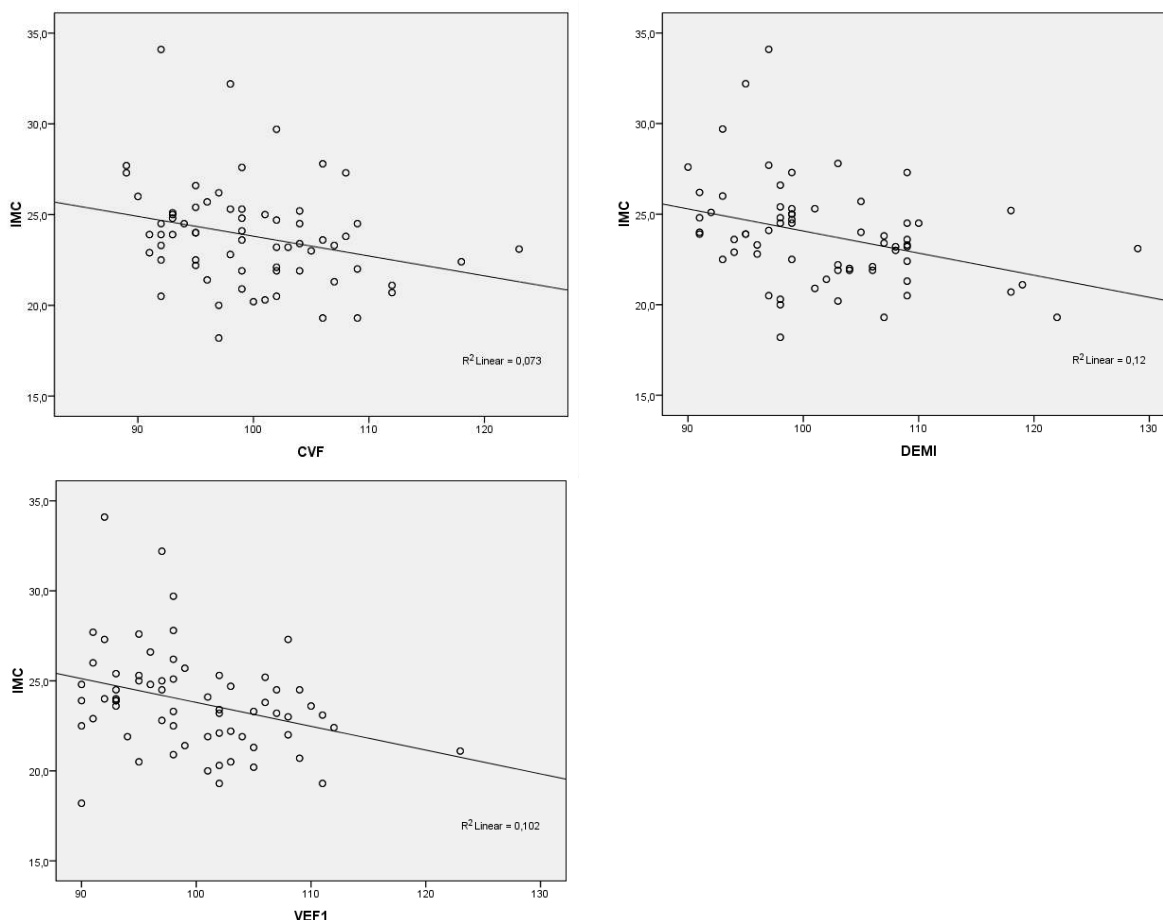 35,0
30,0
25,0
20,0
15,0
IMC
R² Linear = 0,073
90 100 110 120
CVF
35,0
30,0
25,0
20,0
15,0
IMC
R² Linear = 0,12
90 100 110 120 130
DEMI
35,0
30,0
25,0
20,0
15,0
IMC
R² Linear = 0,102
90 100 110 120 130
VEF1